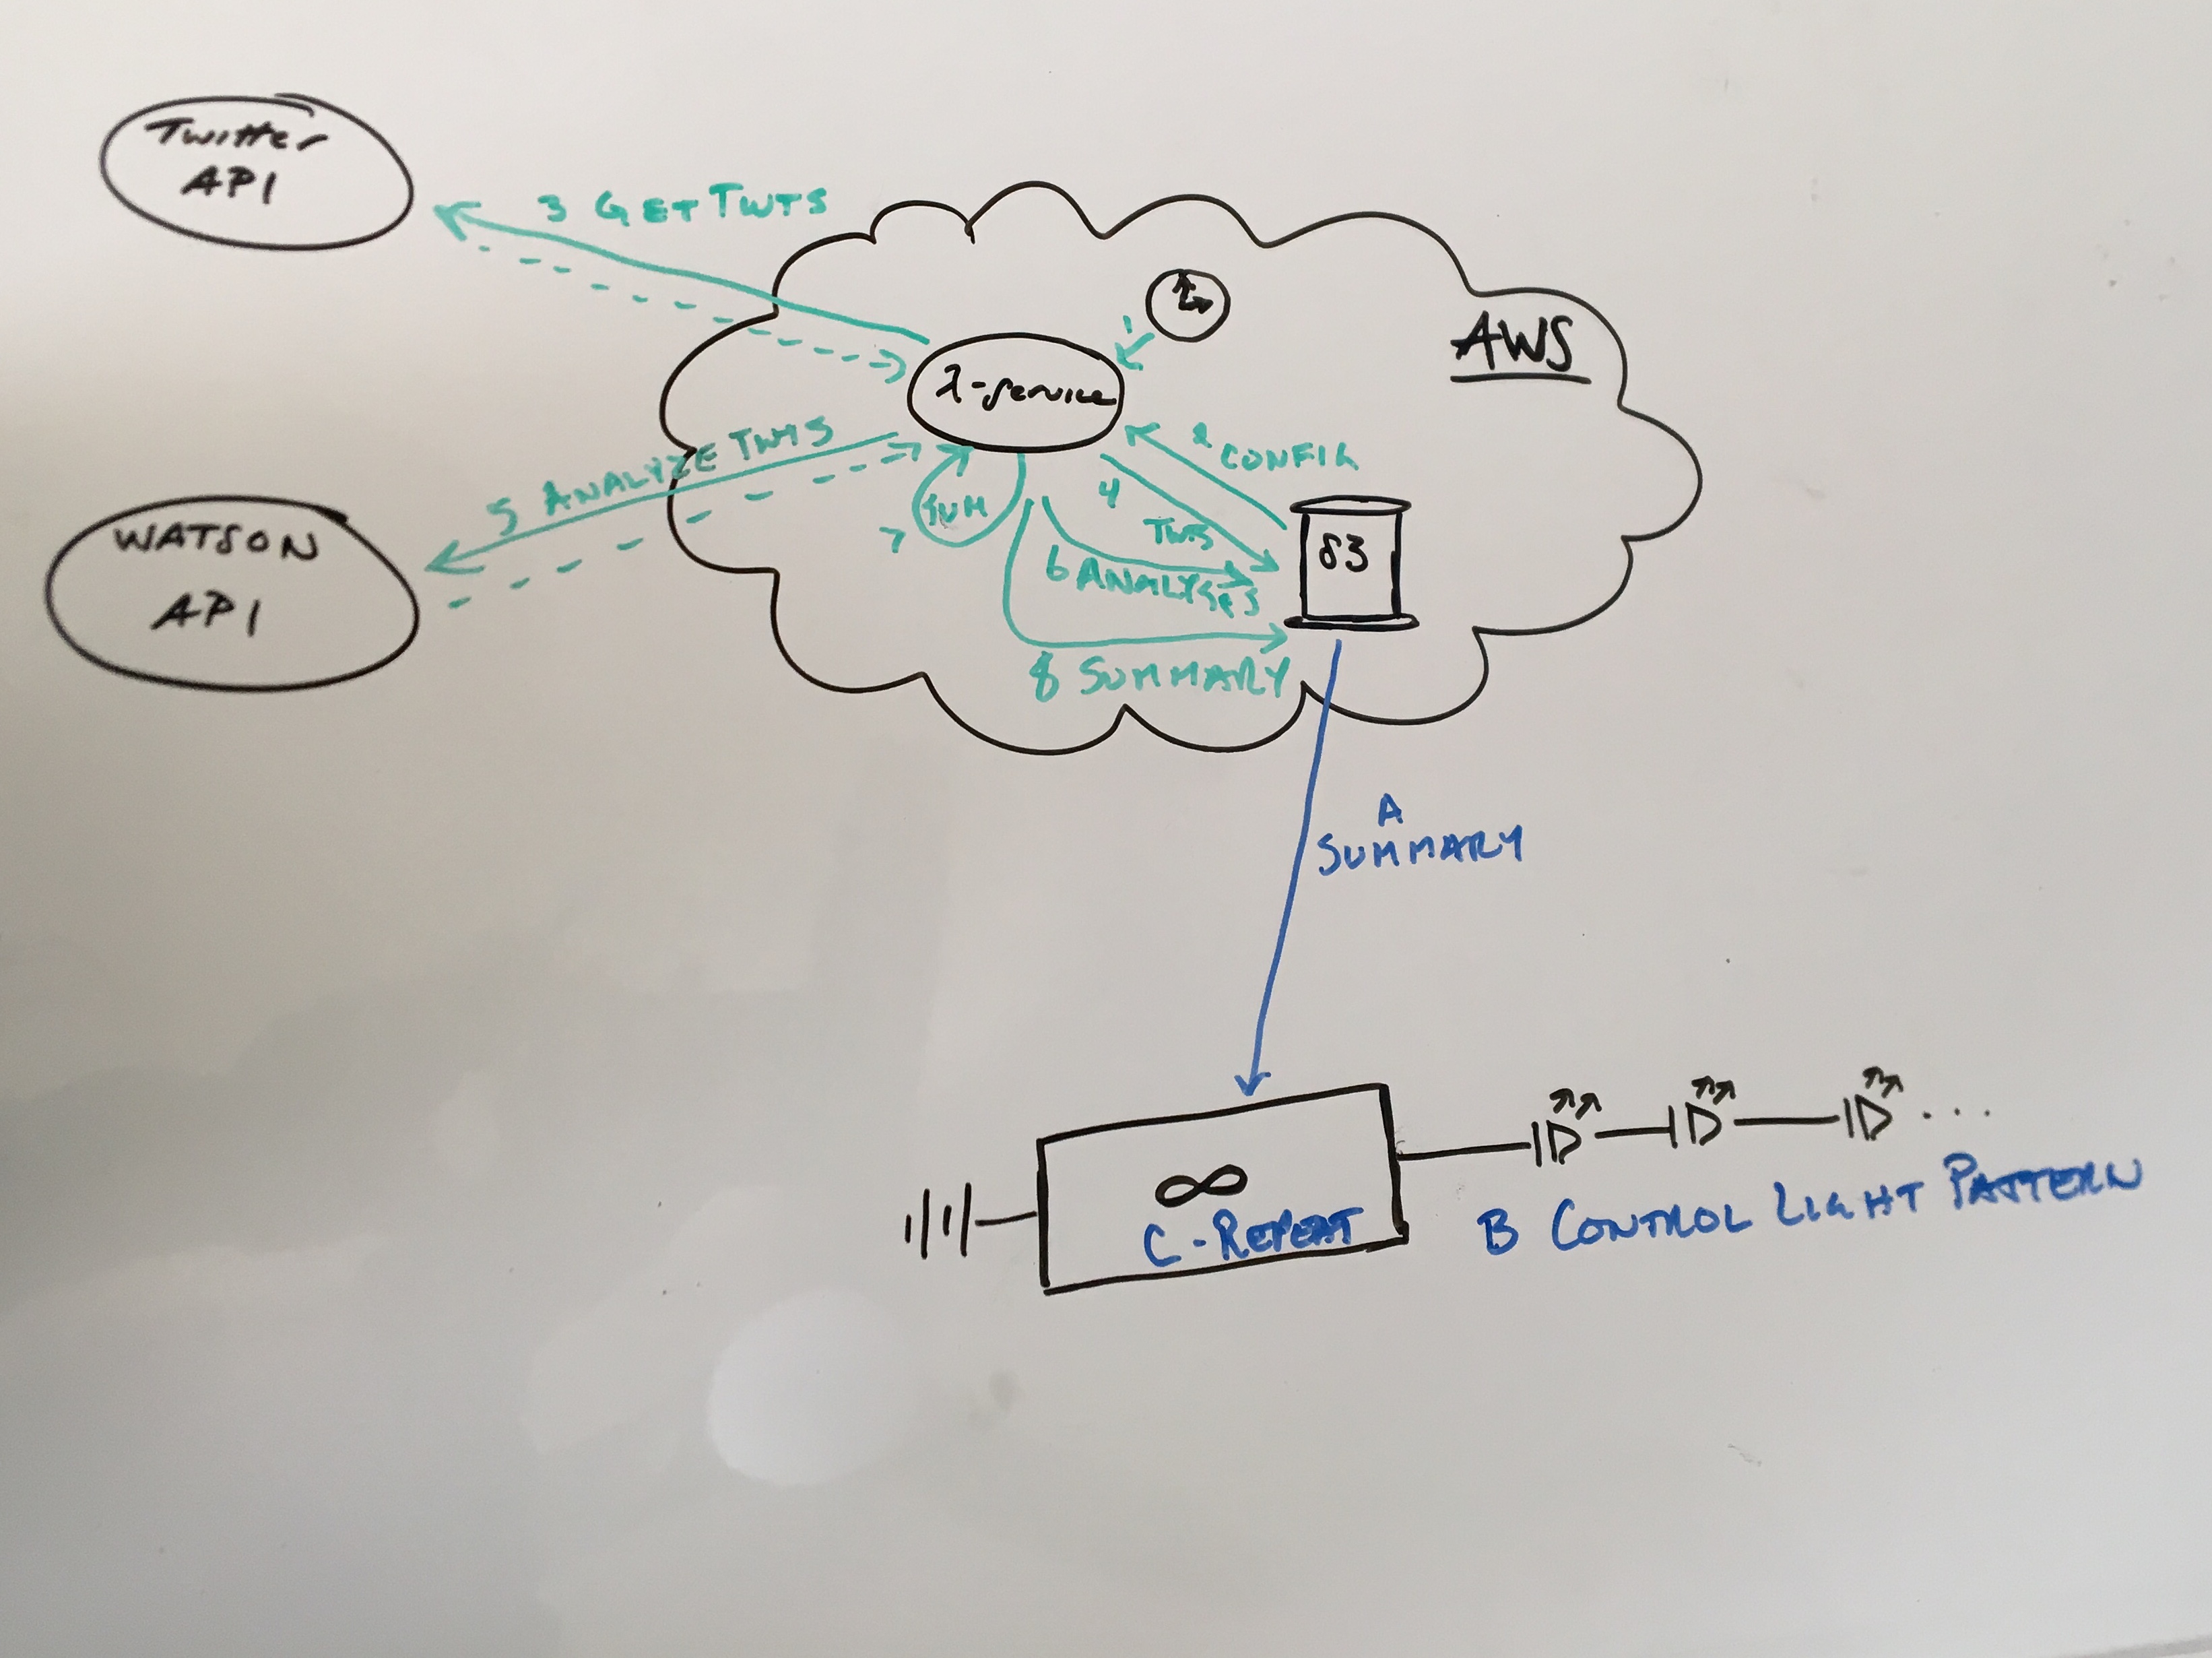 Twitter
API
3 GET TWTS
AWS
1
λ-service
2 CONFIG
5 ANALYZE TWTS
4
TWTS
SUM
7
S3
6 ANALYSES
WATSON
API
8 SUMMARY
A
SUMMARY
∞
C - REPEAT
B CONTROL LIGHT PATTERN